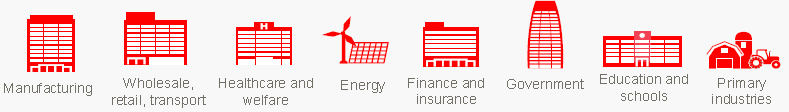 Manufacturing
Wholesale,
retail, transport
Healthcare and
welfare
Energy
Finance and
insurance
Government
Education and
schools
Primary
industries
H